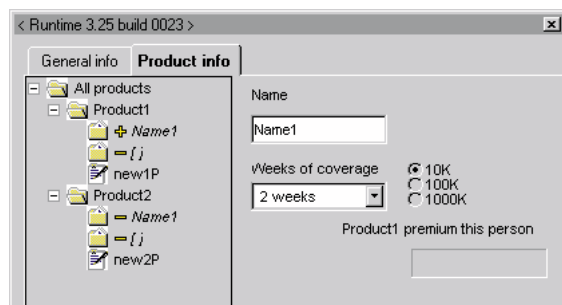 < Runtime 3.25 build 0023 >
General info
Product info
All products
Product1
Name1
[ ]
new1P
Product2
Name1
[ ]
new2P
Name
Name1
Weeks of coverage
2 weeks
10K
100K
1000K
Product1 premium this person